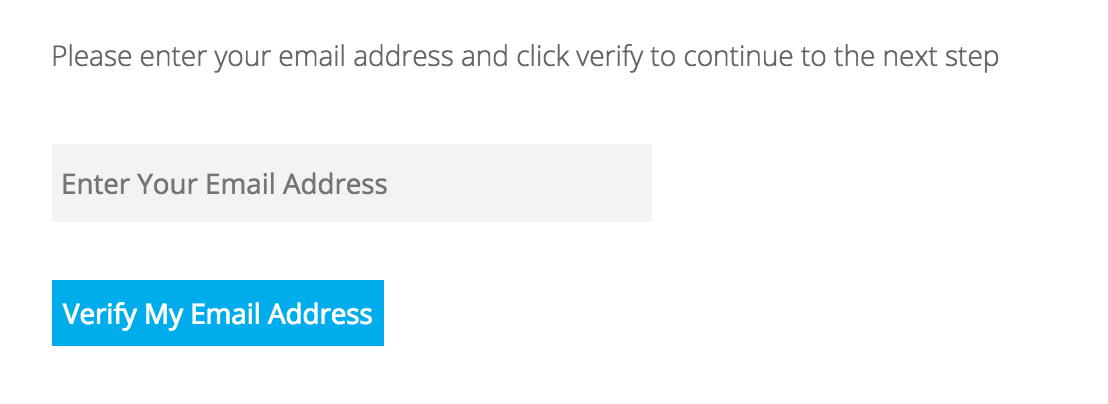 Please enter your email address and click verify to continue to the next step
Enter Your Email Address
Verify My Email Address